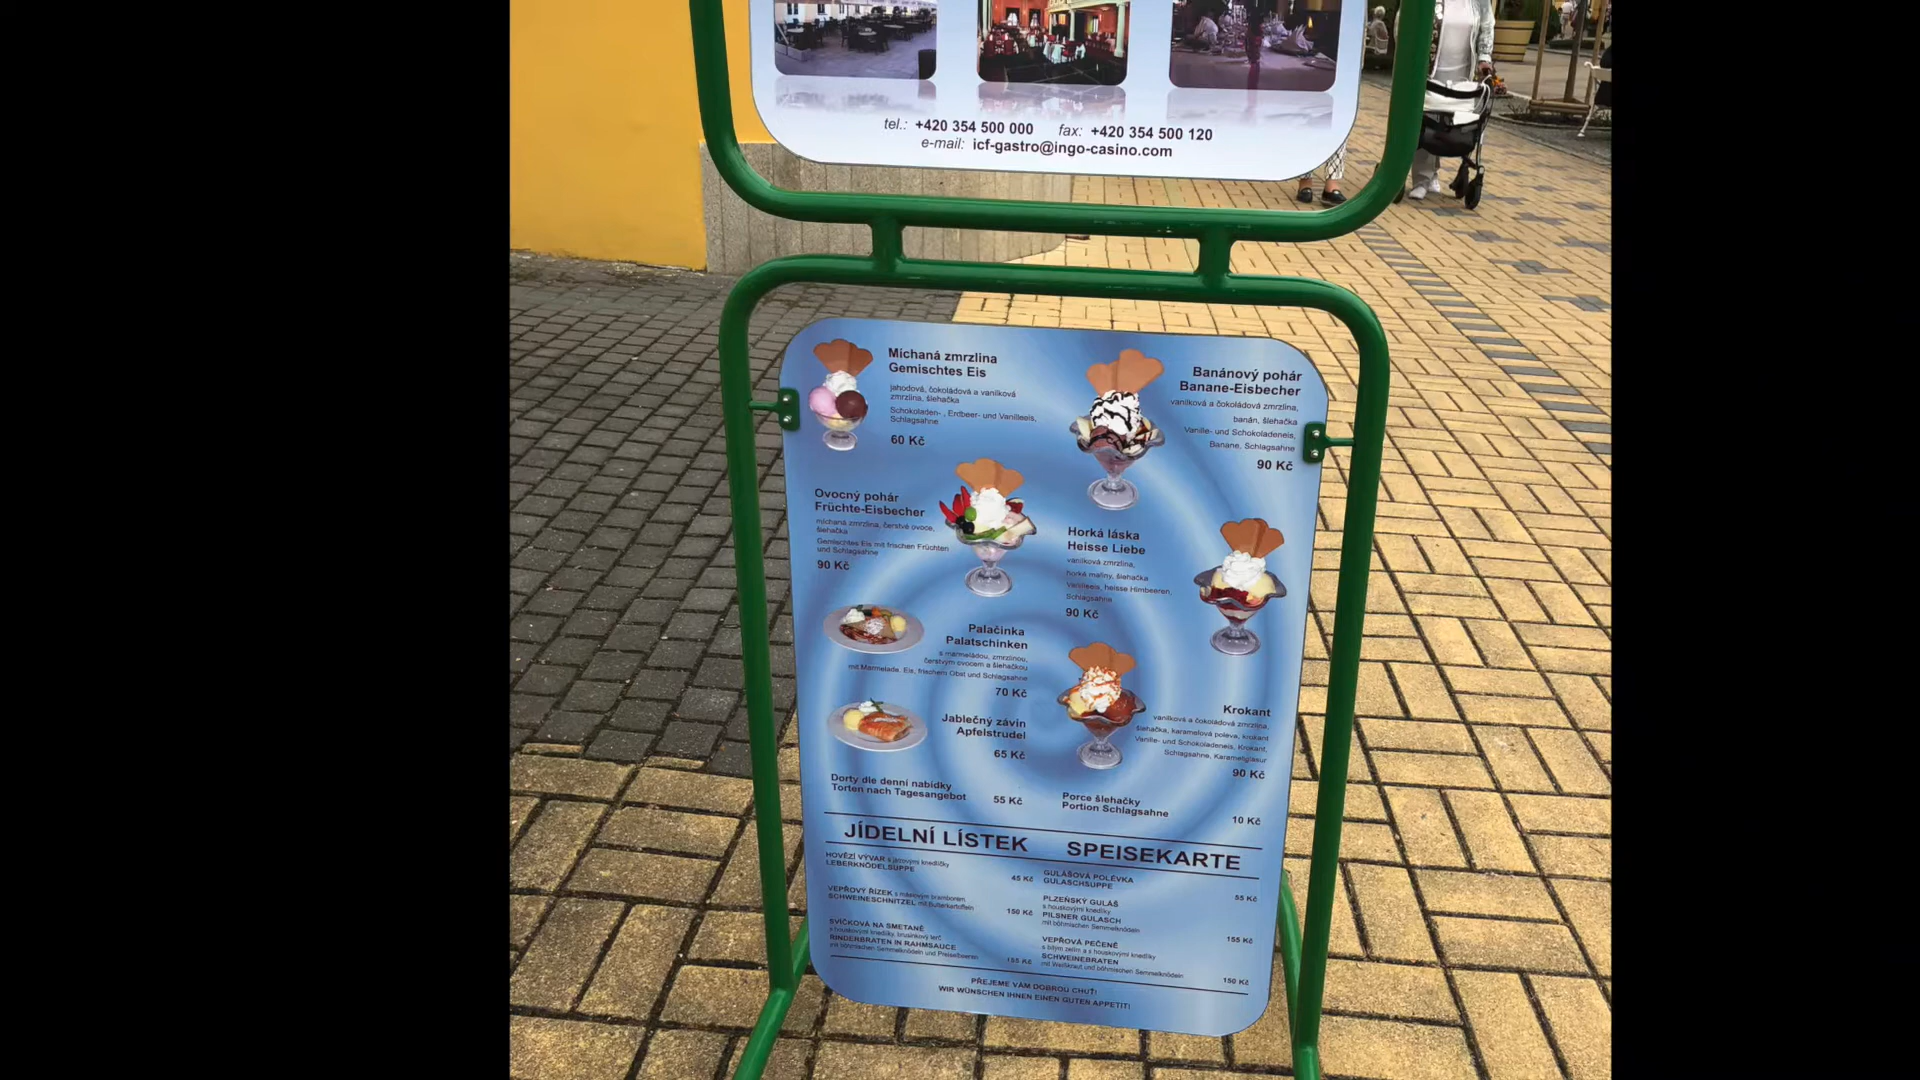 tel.: +420 354 500 000 fax: +420 354 500 120
e-mail: icf-gastro@ingo-casino.com
Míchaná zmrzlina
Gemischtes Eis
jahodová, čokoládová a vanilková
zmrzlina, šlehačka
Schokoladen- , Erdbeer- und Vanilleeis,
Schlagsahne
60 Kč
Banánový pohár
Banane-Eisbecher
vanilková a čokoládová zmrzlina,
banán, šlehačka
Vanille- und Schokoladeneis,
Banane, Schlagsahne
90 Kč
Ovocný pohár
Früchte-Eisbecher
míchaná zmrzlina, čerstvé ovoce,
šlehačka
Gemischtes Eis mit frischen Früchten
und Schlagsahne
90 Kč
Horká láska
Heisse Liebe
vanilková zmrzlina,
horké maliny, šlehačka
Vanilleeis, heisse Himbeeren,
Schlagsahne
90 Kč
Palačinka
Palatschinken
s marmeládou, zmrzlinou,
čerstvým ovocem a šlehačkou
mit Marmelade, Eis, frischem Obst und Schlagsahne
70 Kč
Jablečný závin
Apfelstrudel
65 Kč
Krokant
vanilková a čokoládová zmrzlina,
šlehačka, karamelová poleva, krokant
Vanille- und Schokoladeneis, Krokant,
Schlagsahne, Karamellglasur
90 Kč
Dorty dle denní nabídky
Torten nach Tagesangebot 55 Kč
Porce šlehačky
Portion Schlagsahne
10 Kč
JÍDELNÍ LÍSTEK SPEISEKARTE
HOVĚZÍ VÝVAR s játrovými knedlíčky
LEBERKNÖDELSUPPE
45 Kč
VEPŘOVÝ ŘÍZEK s máslovým bramborem
SCHWEINESCHNITZEL mit Butterkartoffeln
150 Kč
SVÍČKOVÁ NA SMETANĚ
s houskovými knedlíky, brusinkový terč
RINDERBRATEN IN RAHMSAUCE
mit böhmischen Semmelknödeln und Preiselbeeren
155 Kč
GULÁŠOVÁ POLÉVKA
GULASCHSUPPE
55 Kč
PLZEŇSKÝ GULÁŠ
s houskovými knedlíky
PILSNER GULASCH
mit böhmischen Semmelknödeln
155 Kč
VEPŘOVÁ PEČENĚ
s bílým zelím a s houskovými knedlíky
SCHWEINEBRATEN
mit Weißkraut und böhmischen Semmelknödeln
150 Kč
PŘEJEME VÁM DOBROU CHUŤ!
WIR WÜNSCHEN IHNEN EINEN GUTEN APPETIT!